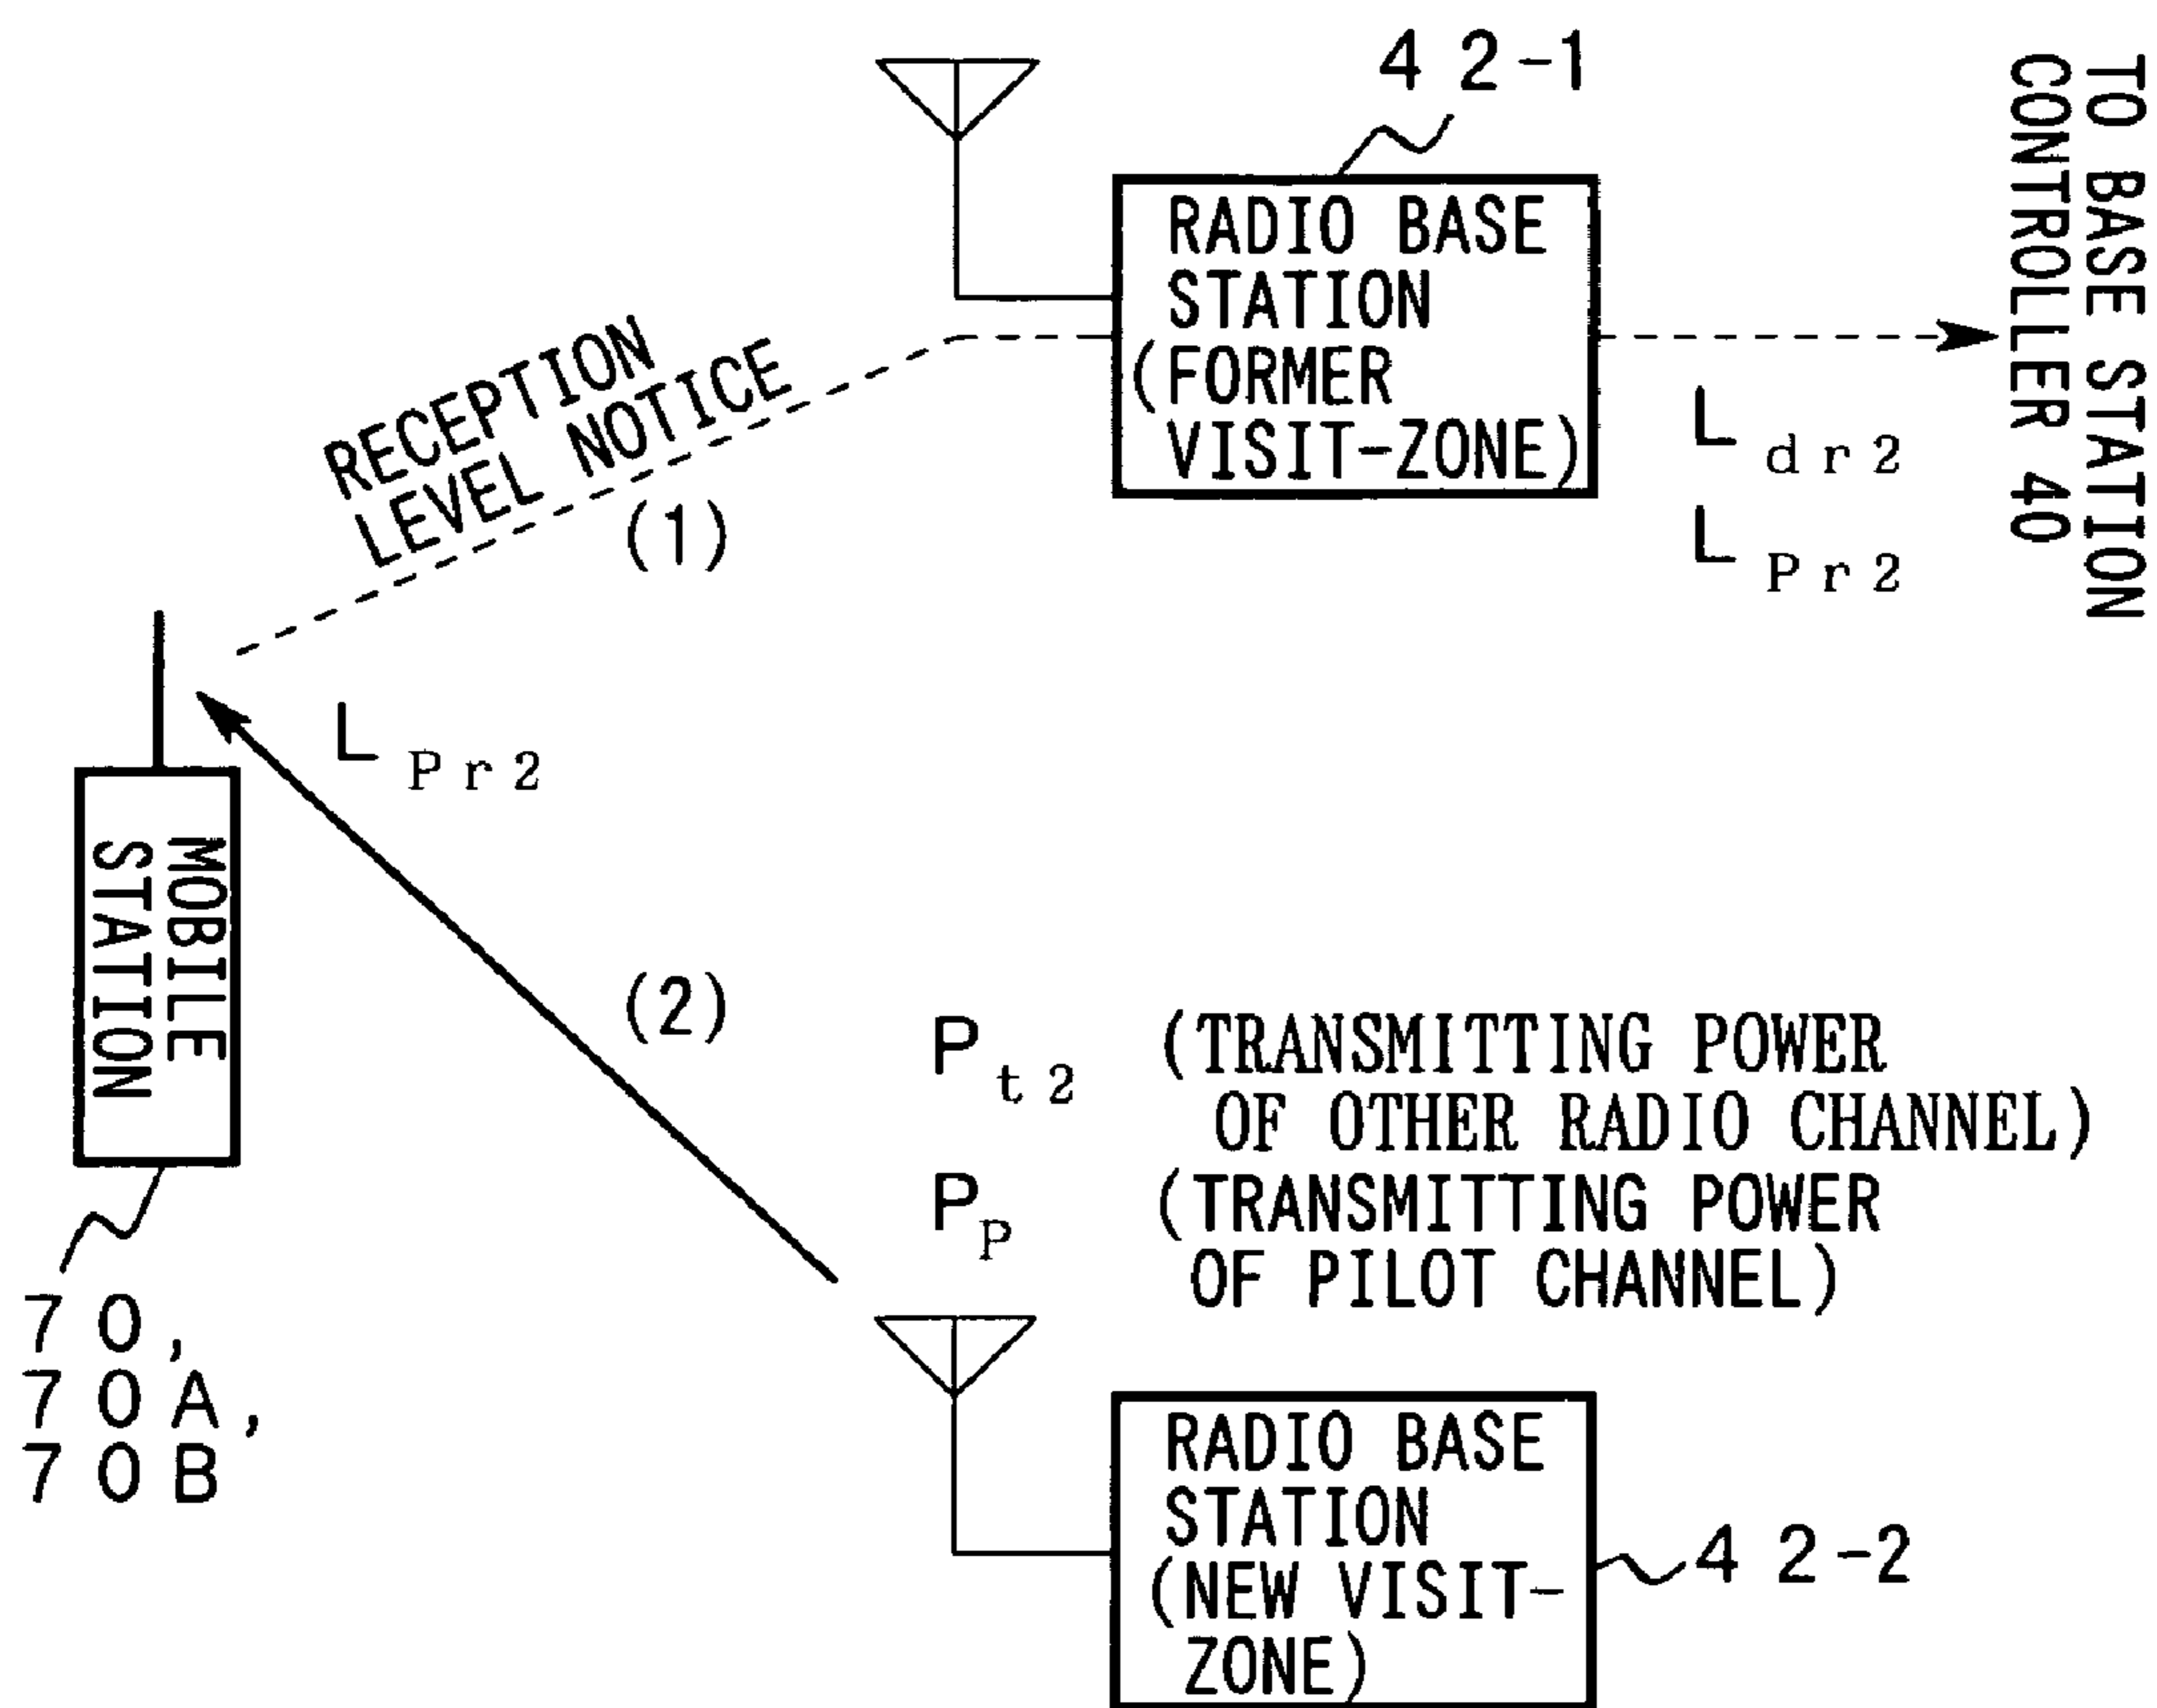 4 2-1
TO BASE STATION
CONTROLLER 40
RADIO BASE
STATION
(FORMER
VISIT-ZONE)
L dr2
L Pr2
RECEPTION
LEVEL NOTICE
(1)
L Pr2
MOBILE
STATION
(2)
P t2 (TRANSMITTING POWER
OF OTHER RADIO CHANNEL)
P P (TRANSMITTING POWER
OF PILOT CHANNEL)
70,
70A,
70B
RADIO BASE
STATION
(NEW VISIT-
ZONE)
4 2-2